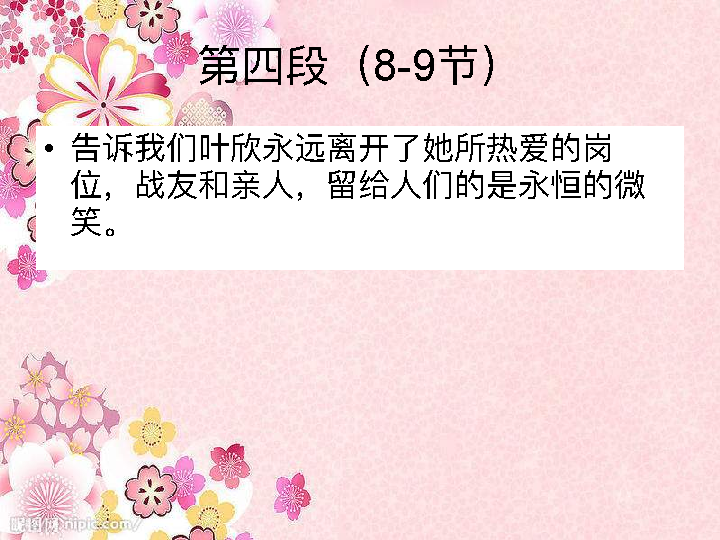 第四段（8-9节）
• 告诉我们叶欣永远离开了她所热爱的岗
位，战友和亲人，留给人们的是永恒的微
笑。
昵图网 nipic.com/